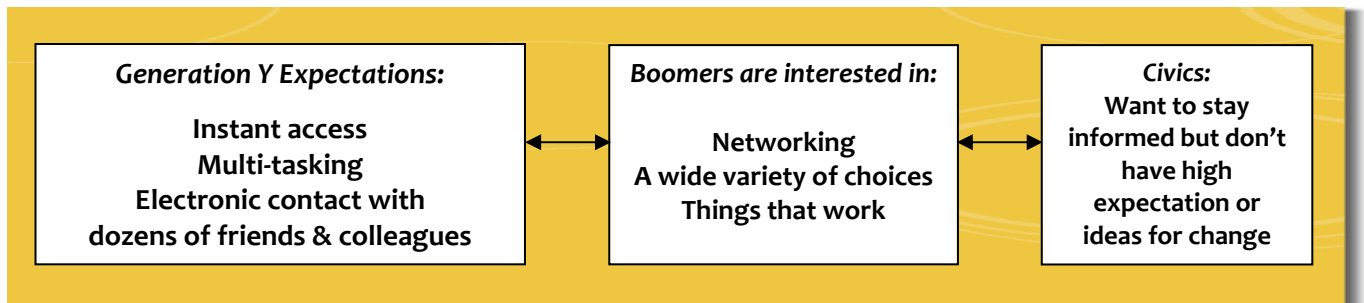 Generation Y Expectations:
Instant access
Multi-tasking
Electronic contact with
dozens of friends & colleagues
Boomers are interested in:
Networking
A wide variety of choices
Things that work
Civics:
Want to stay
informed but don’t
have high
expectation or
ideas for change